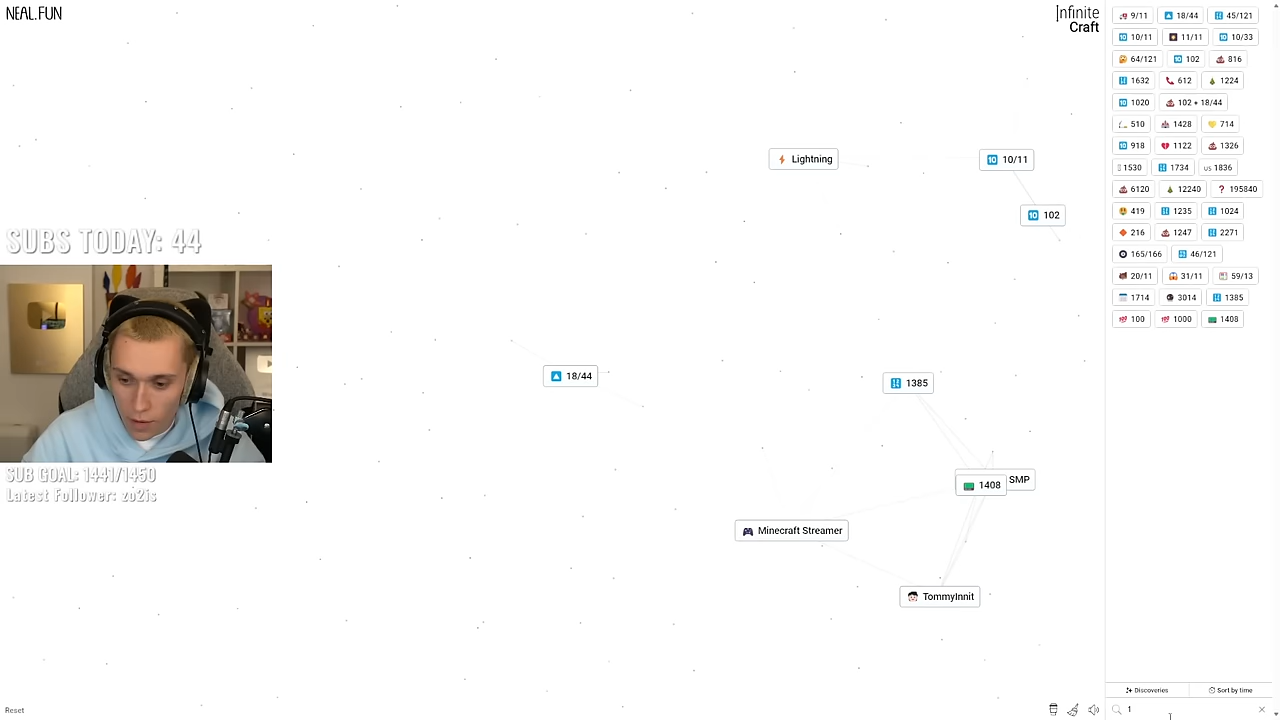 NEAL.FUN
Infinite
Craft
9/11 18/44 45/121
10/11 11/11 10/33
64/121 102 816
1632 612 1224
1020 102 + 18/44
510 1428 714
918 1122 1326
1530 1734 US 1836
6120 12240 195840
419 1235 1024
216 1247 2271
165/166 46/121
20/11 31/11 59/13
1714 3014 1385
100 1000 1408
Lightning
10/11
102
SUBS TODAY: 44
18/44
1385
SMP
1408
Minecraft Streamer
TommyInnit
SUB GOAL: 1441/1450
Latest Follower: zo2is
Discoveries
Sort by time
Reset
1